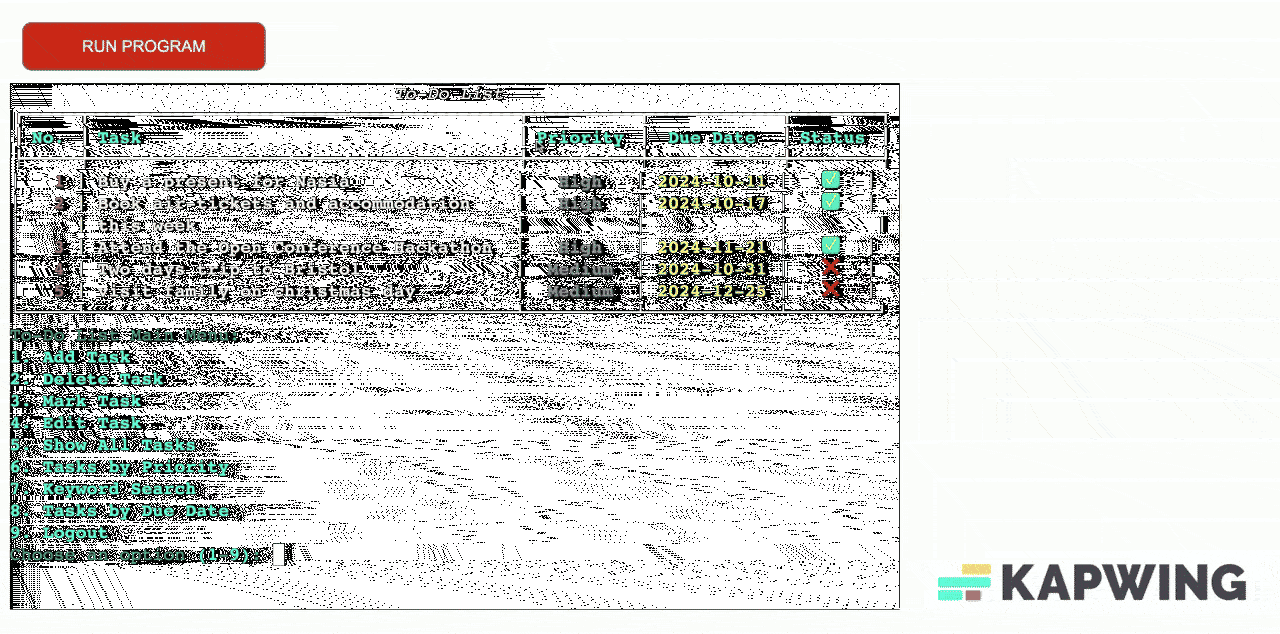 RUN PROGRAM
To-Do List
No. Task Priority Due Date Status
1 Buy a present for Vasia High 2024-10-11
2 Book air tickets and accommodation High 2024-10-17
this week
3 Attend the Open Conference Hackathon High 2024-11-21
4 Two days trip to Bristol Medium 2024-10-31
5 Visit family on christmas day Medium 2024-12-25
To-Do List Main Menu:
1. Add Task
2. Delete Task
3. Mark Task
4. Edit Task
5. Show All Tasks
6. Tasks by Priority
7. Keyword Search
8. Tasks by Due Date
9. Logout
Choose an option (1-9):
KAPWING